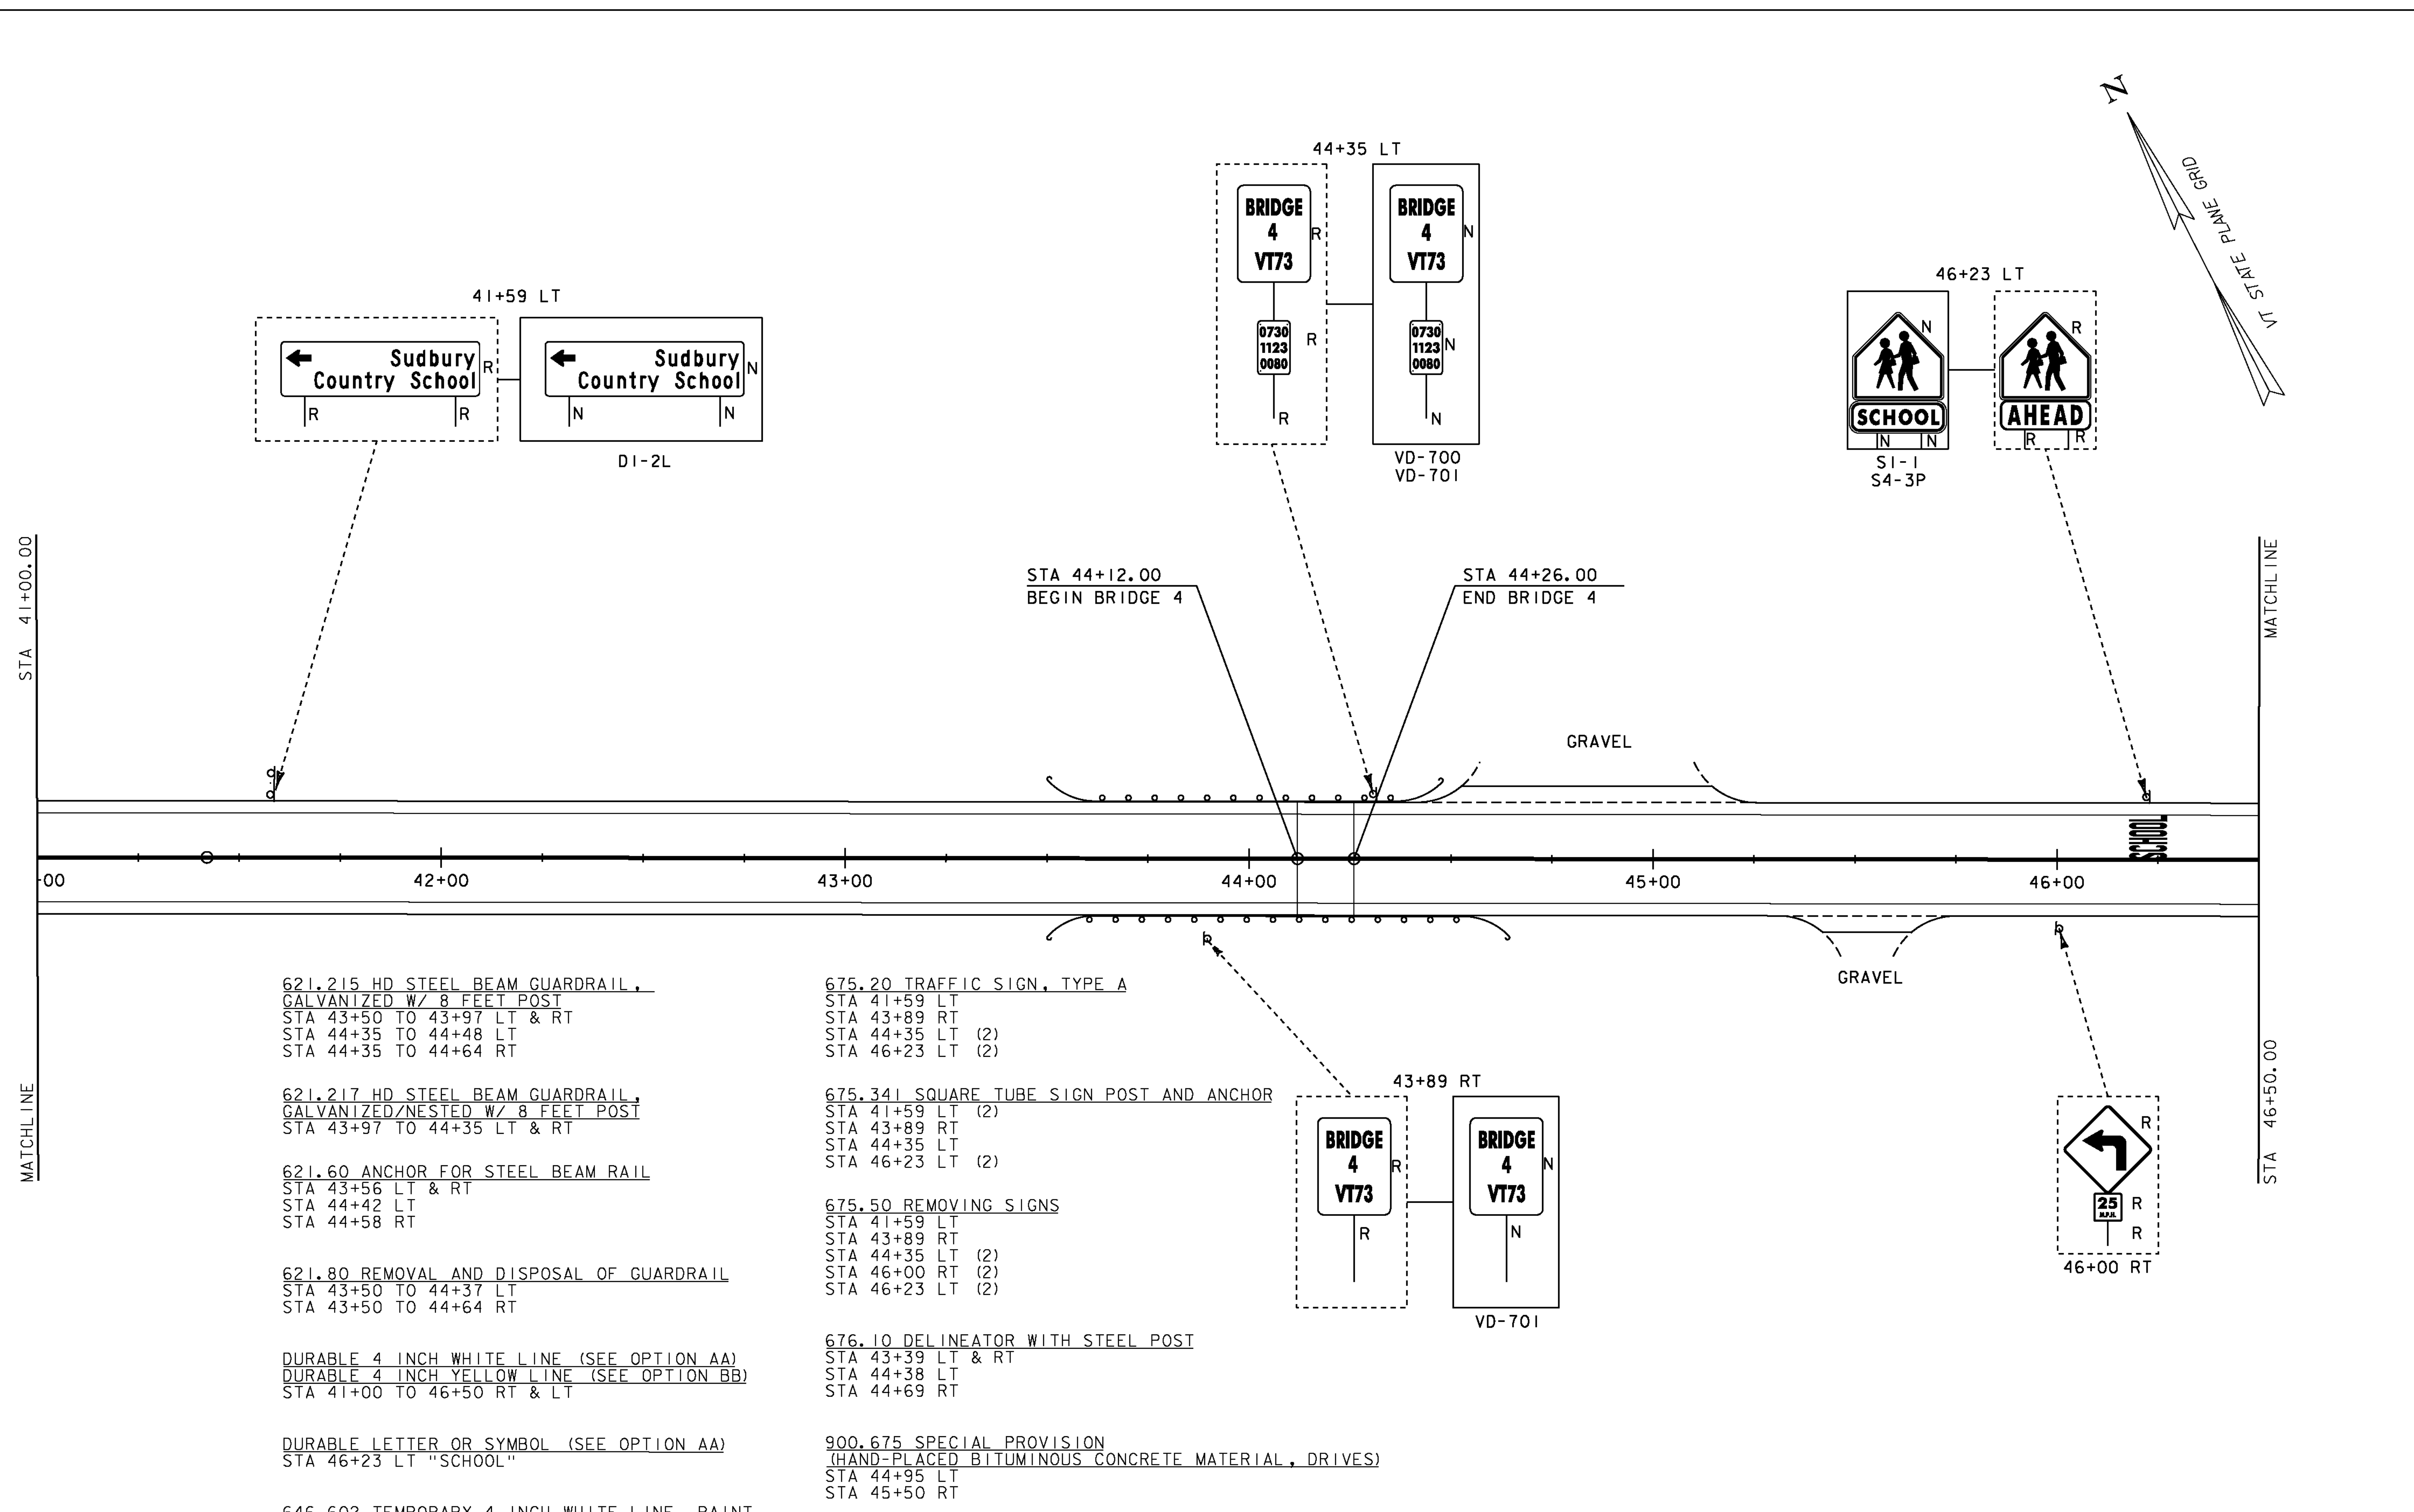 N
VT STATE PLANE GRID
44+35 LT
BRIDGE
4
VT73
R
0730
1123
0080
R
R
BRIDGE
4
VT73
N
0730
1123
0080
N
N
VD-700
VD-701
41+59 LT
Sudbury
Country School
R
R
R
Sudbury
Country School
N
N
N
D1-2L
46+23 LT
N
SCHOOL
N
N
S1-1
S4-3P
R
AHEAD
R
R
STA 44+12.00
BEGIN BRIDGE 4
STA 44+26.00
END BRIDGE 4
STA 41+00.00
MATCHLINE
MATCHLINE
STA 46+50.00
GRAVEL
SCHOOL
+00
42+00
43+00
44+00
45+00
46+00
GRAVEL
621.215 HD STEEL BEAM GUARDRAIL,
GALVANIZED W/ 8 FEET POST
STA 43+50 TO 43+97 LT & RT
STA 44+35 TO 44+48 LT
STA 44+35 TO 44+64 RT
621.217 HD STEEL BEAM GUARDRAIL,
GALVANIZED/NESTED W/ 8 FEET POST
STA 43+97 TO 44+35 LT & RT
621.60 ANCHOR FOR STEEL BEAM RAIL
STA 43+56 LT & RT
STA 44+42 LT
STA 44+58 RT
621.80 REMOVAL AND DISPOSAL OF GUARDRAIL
STA 43+50 TO 44+37 LT
STA 43+50 TO 44+64 RT
DURABLE 4 INCH WHITE LINE (SEE OPTION AA)
DURABLE 4 INCH YELLOW LINE (SEE OPTION BB)
STA 41+00 TO 46+50 RT & LT
DURABLE LETTER OR SYMBOL (SEE OPTION AA)
STA 46+23 LT "SCHOOL"
646.602 TEMPORARY 4 INCH WHITE LINE, PAINT
675.20 TRAFFIC SIGN, TYPE A
STA 41+59 LT
STA 43+89 RT
STA 44+35 LT (2)
STA 46+23 LT (2)
675.341 SQUARE TUBE SIGN POST AND ANCHOR
STA 41+59 LT (2)
STA 43+89 RT
STA 44+35 LT
STA 46+23 LT (2)
675.50 REMOVING SIGNS
STA 41+59 LT
STA 43+89 RT
STA 44+35 LT (2)
STA 46+00 RT (2)
STA 46+23 LT (2)
676.10 DELINEATOR WITH STEEL POST
STA 43+39 LT & RT
STA 44+38 LT
STA 44+69 RT
900.675 SPECIAL PROVISION
(HAND-PLACED BITUMINOUS CONCRETE MATERIAL, DRIVES)
STA 44+95 LT
STA 45+50 RT
43+89 RT
BRIDGE
4
VT73
R
R
BRIDGE
4
VT73
N
N
VD-701
R
25
M.P.H.
R
R
46+00 RT